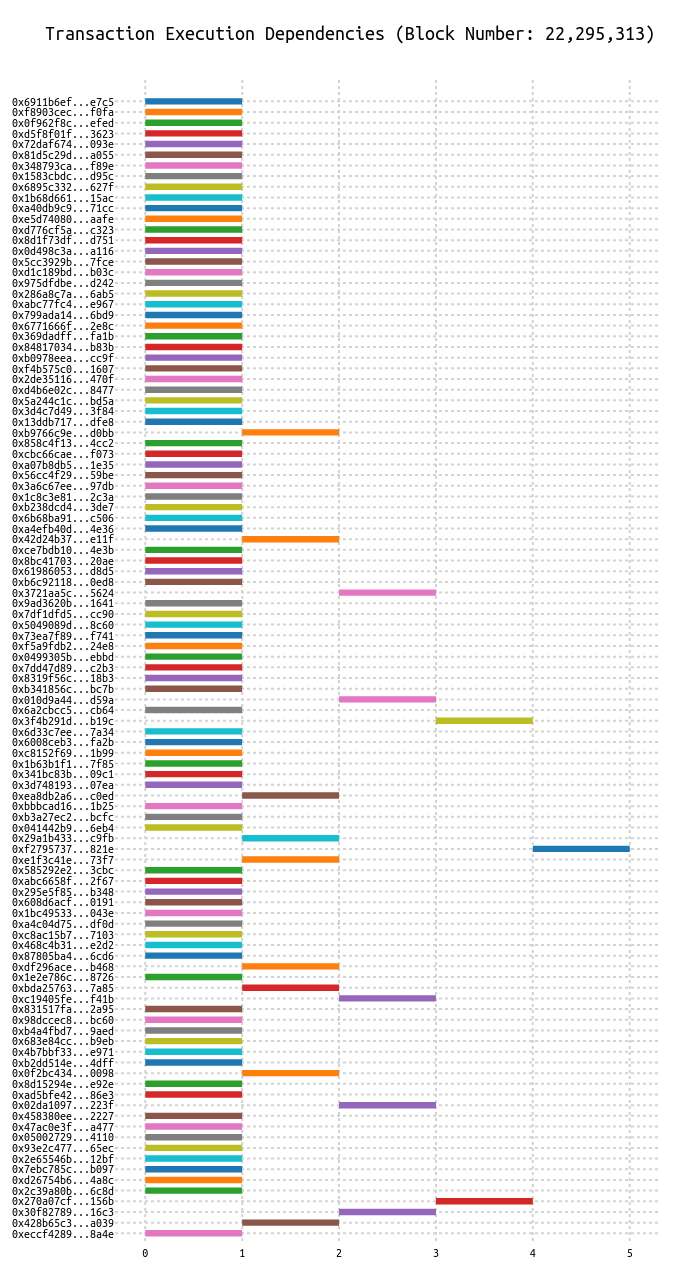 Transaction Execution Dependencies (Block Number: 22,295,313)
0x6911b6ef...e7c5
0xf8903cec...f0fa
0x0f962f8c...efed
0xd5f8f01f...3623
0x72daf674...093e
0x81d5c29d...a055
0x348793ca...f89e
0x1583cbdc...d95c
0x6895c332...627f
0x1b68d661...15ac
0xa40db9c9...71cc
0xe5d74080...aafe
0xd776cf5a...c323
0x8d1f73df...d751
0x0d498c3a...a116
0x5cc3929b...7fce
0xd1c189bd...b03c
0x975dfdbe...d242
0x286a8c7a...6ab5
0xabc77fc4...e967
0x799ada14...6bd9
0x6771666f...2e8c
0x369dadff...fa1b
0x84817034...b83b
0xb0978eea...cc9f
0xf4b575c0...1607
0x2de35116...470f
0xd4b6e02c...8477
0x5a244c1c...bd5a
0x3d4c7d49...3f84
0x13ddb717...dfe8
0xb9766c9e...d0bb
0x858c4f13...4cc2
0xcbc66cae...f073
0xa07b8db5...1e35
0x56cc4f29...59be
0x3a6c67ee...97db
0x1c8c3e81...2c3a
0xb238dcd4...3de7
0x6b68ba91...c506
0xa4efb40d...4e36
0x42d24b37...e11f
0xce7bdb10...4e3b
0x8bc41703...20ae
0x61986053...d8d5
0xb6c92118...0ed8
0x3721aa5c...5624
0x9ad3620b...1641
0x7df1dfd5...cc90
0x5049089d...8c60
0x73ea7f89...f741
0xf5a9fdb2...24e8
0x0499305b...ebbd
0x7dd47d89...c2b3
0x8319f56c...18b3
0xb341856c...bc7b
0x010d9a44...d59a
0x6a2cbcc5...cb64
0x3f4b291d...b19c
0x6d33c7ee...7a34
0x6008ceb3...fa2b
0xc8152f69...1b99
0x1b63b1f1...7f85
0x341bc83b...09c1
0x3d748193...07ea
0xea8db2a6...c0ed
0xbbbcad16...1b25
0xb3a27ec2...bcfc
0x041442b9...6eb4
0x29a1b433...c9fb
0xf2795737...821e
0xe1f3c41e...73f7
0x585292e2...3cbc
0xabc6658f...2f67
0x295e5f85...b348
0x608d6acf...0191
0x1bc49533...043e
0xa4c04d75...df0d
0xc8ac15b7...7103
0x468c4b31...e2d2
0x87805ba4...6cd6
0xdf296ace...b468
0x1e2e786c...8726
0xbda25763...7a85
0xc19405fe...f41b
0x831517fa...2a95
0x98dccec8...bc60
0xb4a4fbd7...9aed
0x683e84cc...b9eb
0x4b7bbf33...e971
0xb2dd514e...4dff
0x0f2bc434...0098
0x8d15294e...e92e
0xad5bfe42...86e3
0x02da1097...223f
0x458380ee...2227
0x47ac0e3f...a477
0x05002729...4110
0x93e2c477...65ec
0x2e65546b...12bf
0x7ebc785c...b097
0xd26754b6...4a8c
0x2c39a80b...6c8d
0x270a07cf...156b
0x30f82789...16c3
0x428b65c3...a039
0xeccf4289...8a4e
0 1 2 3 4 5